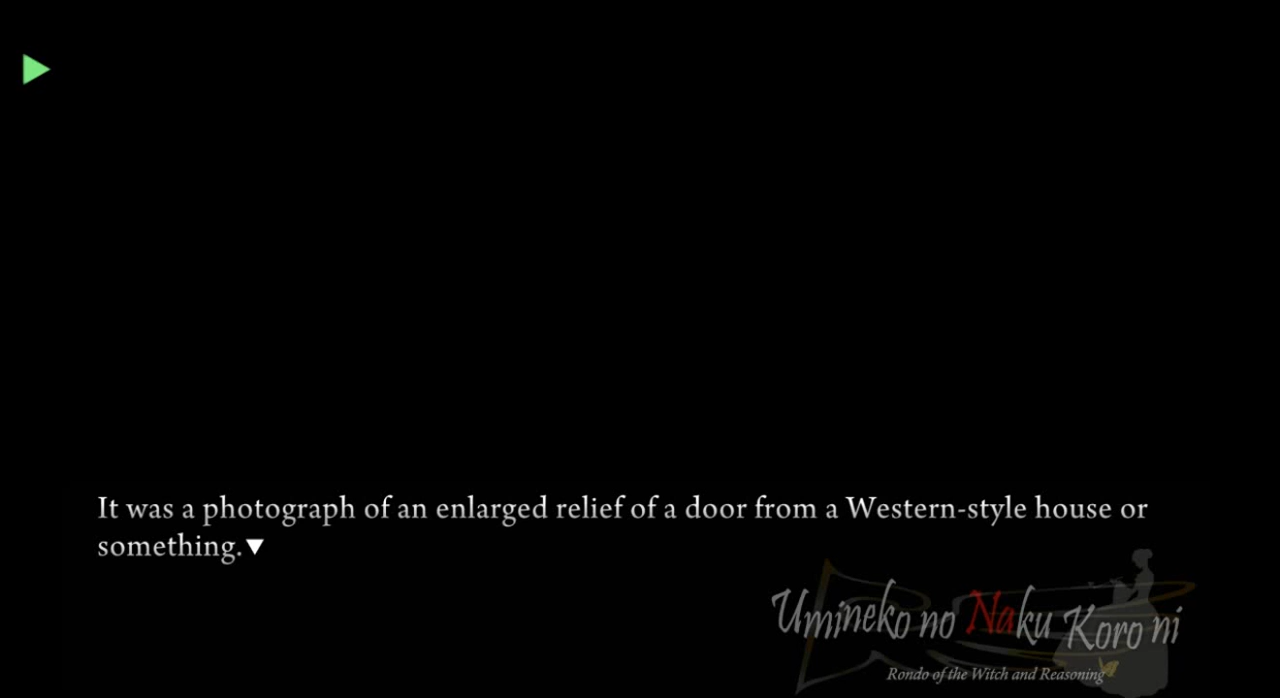 It was a photograph of an enlarged relief of a door from a Western-style house or
something.
Umineko no Naku Koro ni
Rondo of the Witch and Reasoning